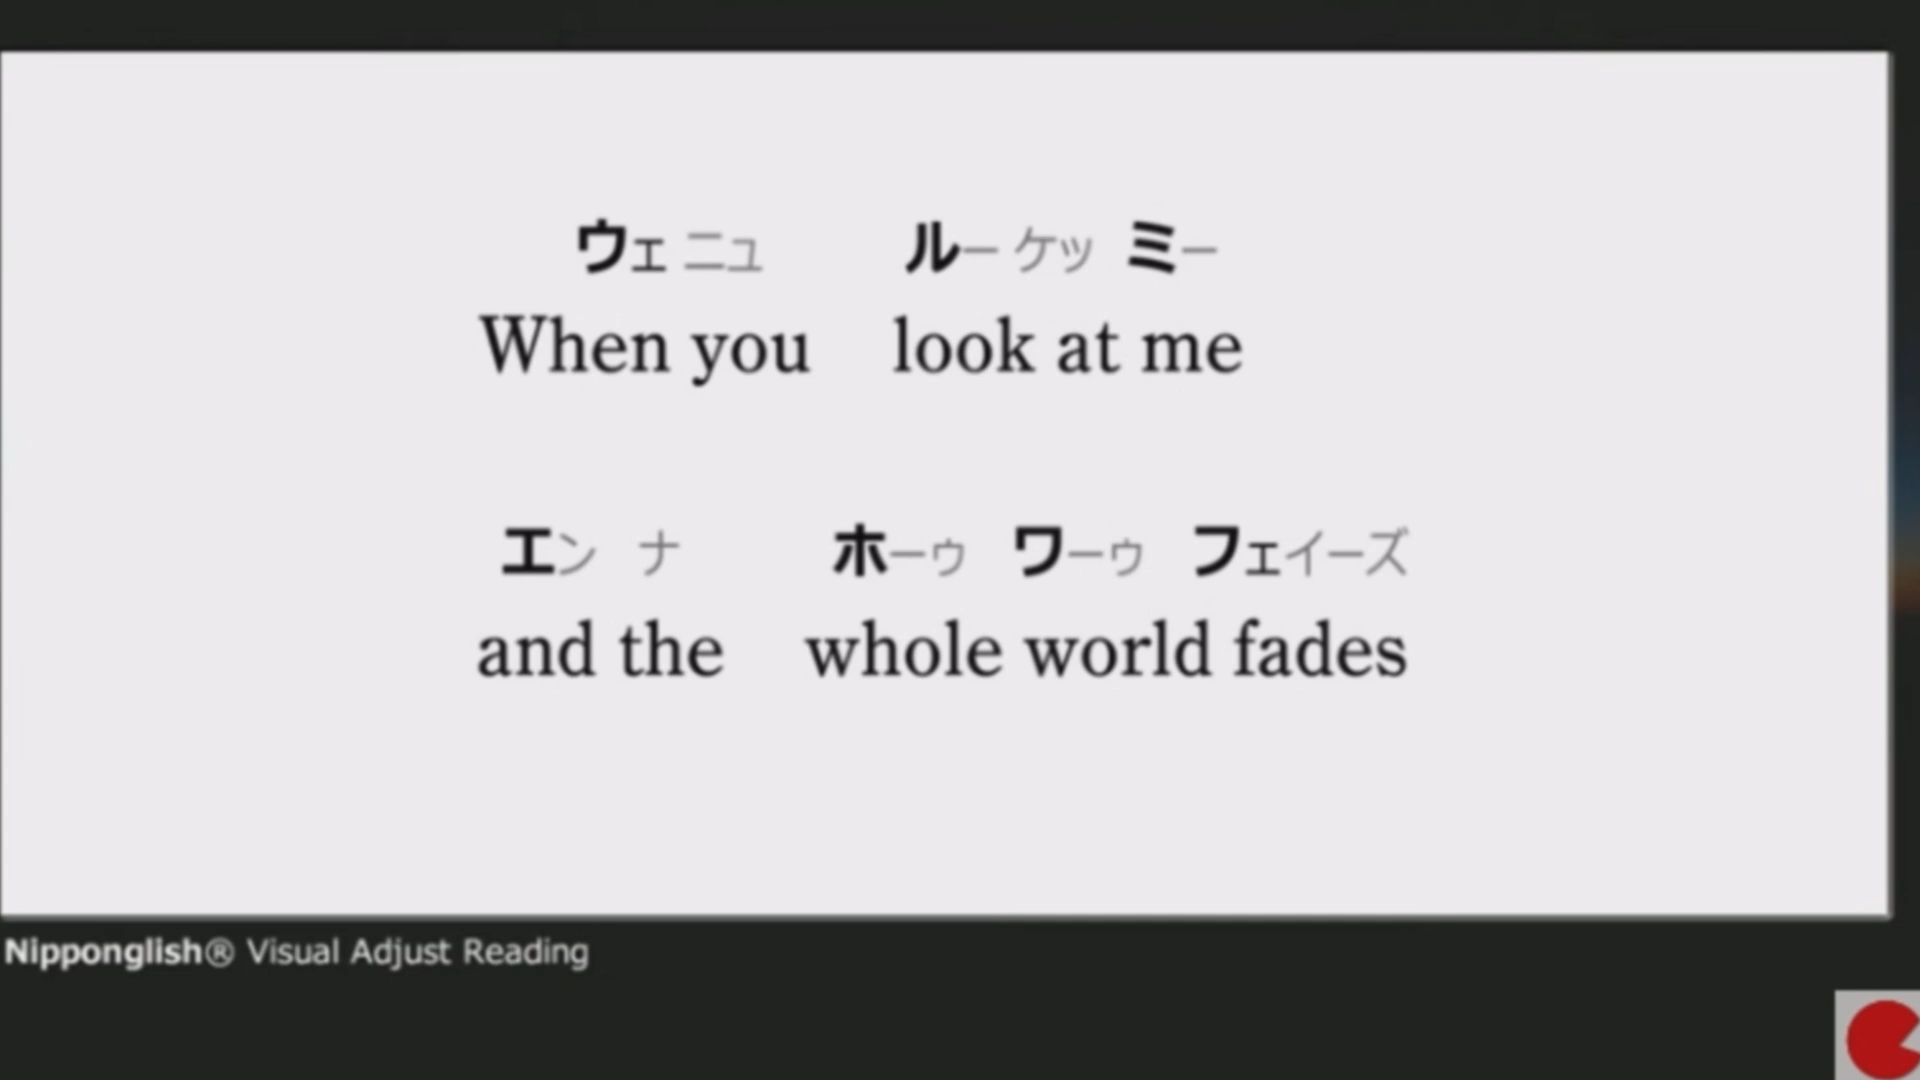 ウェ ニュ ルー ケッ ミー
When you look at me
エン ナ ホーゥ ワーゥ フェイーズ
and the whole world fades
Nipponglish® Visual Adjust Reading